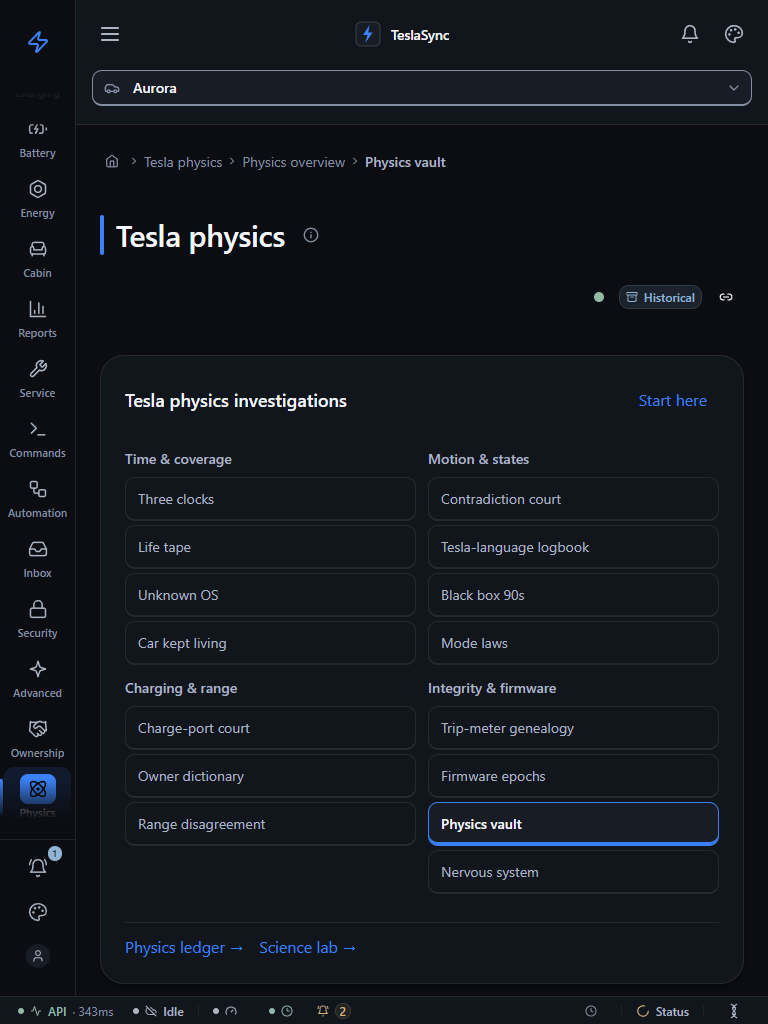 TeslaSync
Aurora
Charging
Battery
Energy
Cabin
Reports
Service
Commands
Automation
Inbox
Security
Advanced
Ownership
Physics
1
Tesla physics > Physics overview > Physics vault
Tesla physics
Historical
Tesla physics investigations
Start here
Time & coverage
Three clocks
Life tape
Unknown OS
Car kept living
Motion & states
Contradiction court
Tesla-language logbook
Black box 90s
Mode laws
Charging & range
Charge-port court
Owner dictionary
Range disagreement
Integrity & firmware
Trip-meter genealogy
Firmware epochs
Physics vault
Nervous system
Physics ledger → Science lab →
API · 343ms Idle 2 Status